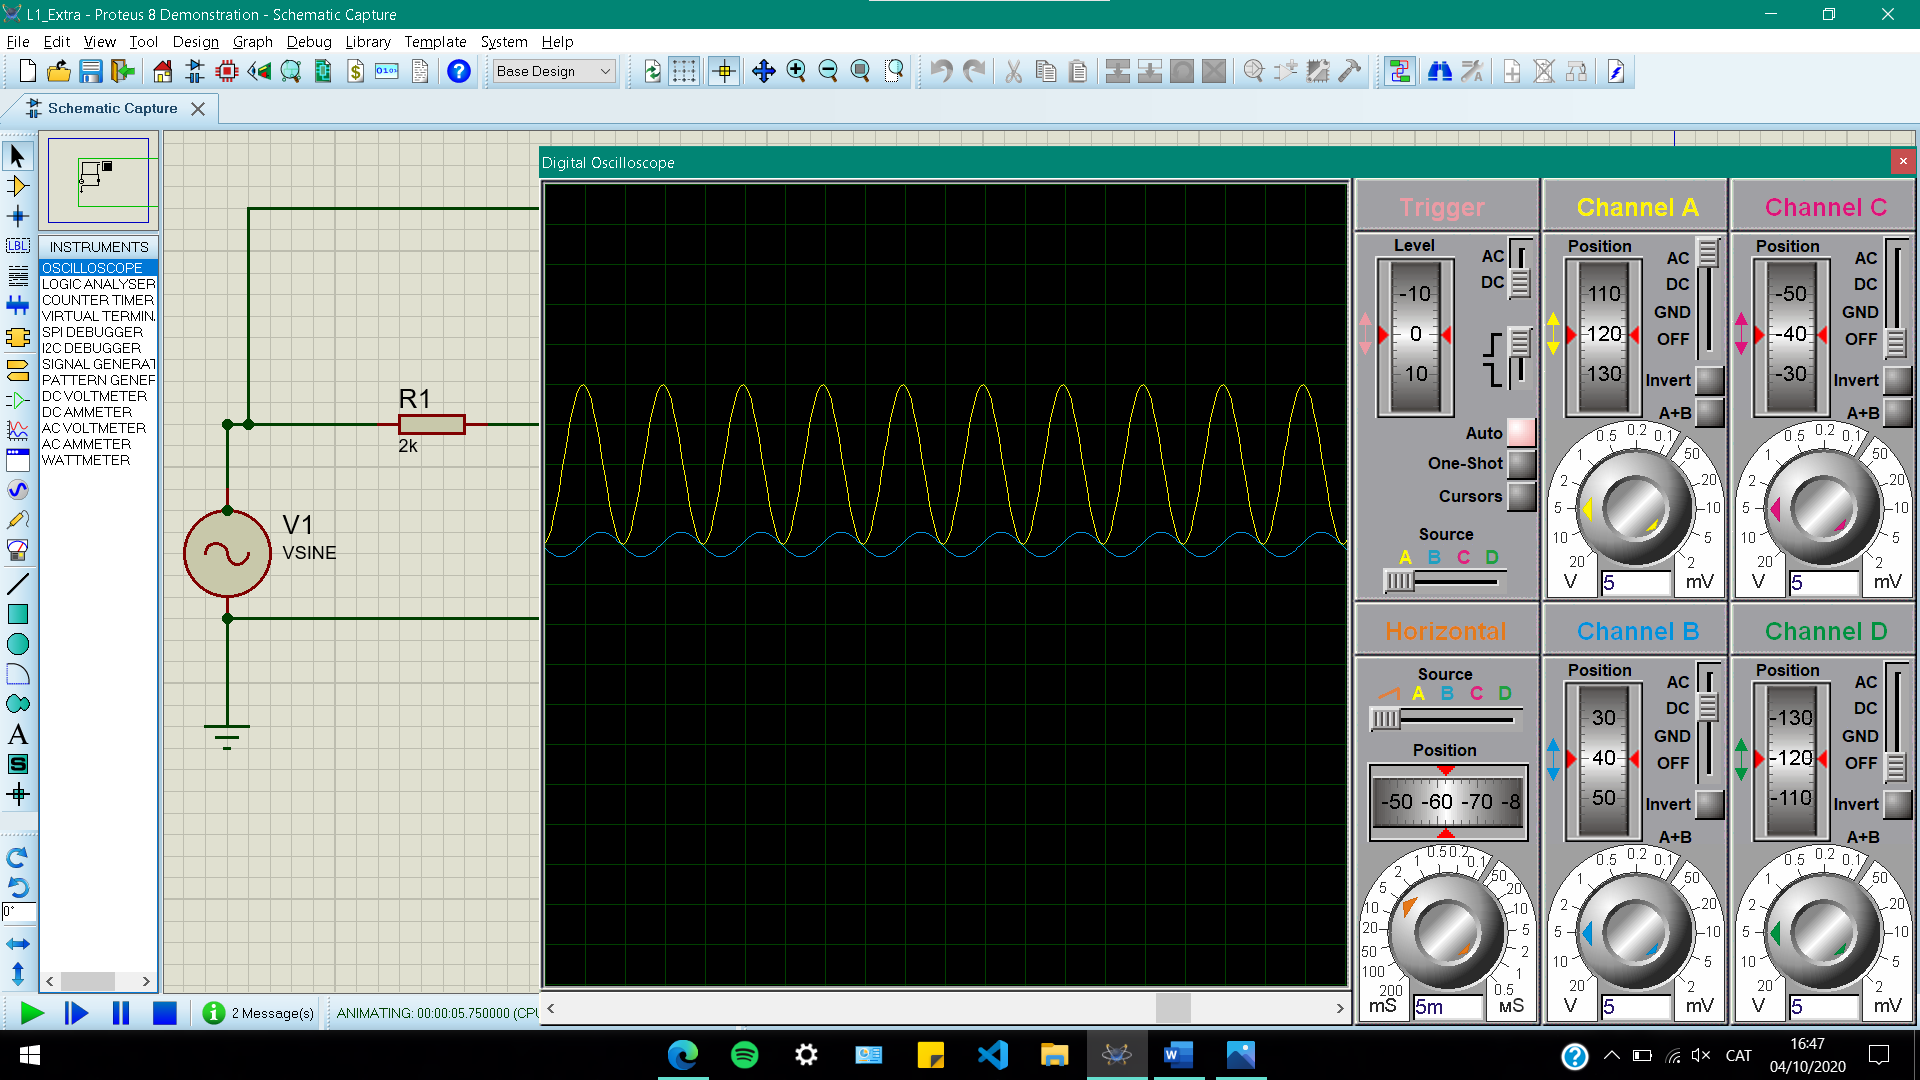 L1_Extra - Proteus 8 Demonstration - Schematic Capture
File Edit View Tool Design Graph Debug Library Template System Help
Base Design
Schematic Capture
INSTRUMENTS
OSCILLOSCOPE
LOGIC ANALYSER
COUNTER TIMER
VIRTUAL TERMIN.
SPI DEBUGGER
I2C DEBUGGER
SIGNAL GENERAT
PATTERN GENEF
DC VOLTMETER
DC AMMETER
AC VOLTMETER
AC AMMETER
WATTMETER
0°
R1
2k
V1
VSINE
Digital Oscilloscope
Trigger
Level
AC
DC
-10
0
10
Auto
One-Shot
Cursors
Source
A B C D
Channel A
Position
AC
DC
GND
OFF
110
120
130
Invert
A+B
20 10 5 2 1 0.5 0.2 0.1 50 20 10 5 2
V 5 mV
Channel C
Position
AC
DC
GND
OFF
-50
-40
-30
Invert
A+B
20 10 5 2 1 0.5 0.2 0.1 50 20 10 5 2
V 5 mV
Horizontal
Source
A B C D
Position
-50 -60 -70 -8
200 100 50 20 10 5 2 1 0.5 0.2 0.1 50 20 10 5 2 1 0.5
mS 5m µS
Channel B
Position
AC
DC
GND
OFF
30
40
50
Invert
A+B
20 10 5 2 1 0.5 0.2 0.1 50 20 10 5 2
V 5 mV
Channel D
Position
AC
DC
GND
OFF
-130
-120
-110
Invert
A+B
20 10 5 2 1 0.5 0.2 0.1 50 20 10 5 2
V 5 mV
2 Message(s)
ANIMATING: 00:00:05.750000 (CPU
CAT
16:47
04/10/2020